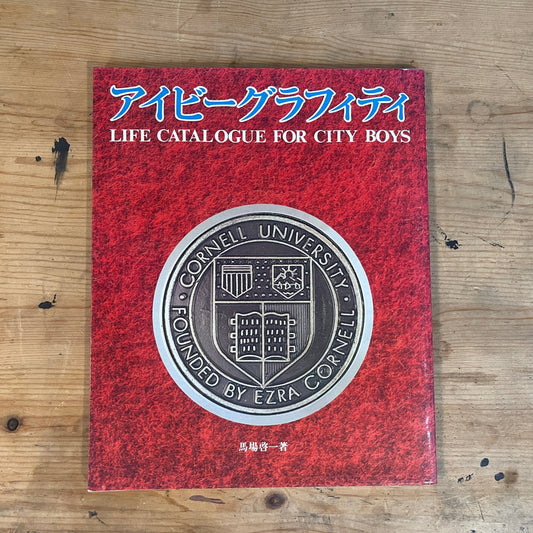 アイビーグラフィティ
LIFE CATALOGUE FOR CITY BOYS
CORNELL UNIVERSITY
FOUNDED BY EZRA CORNELL
馬場啓一著